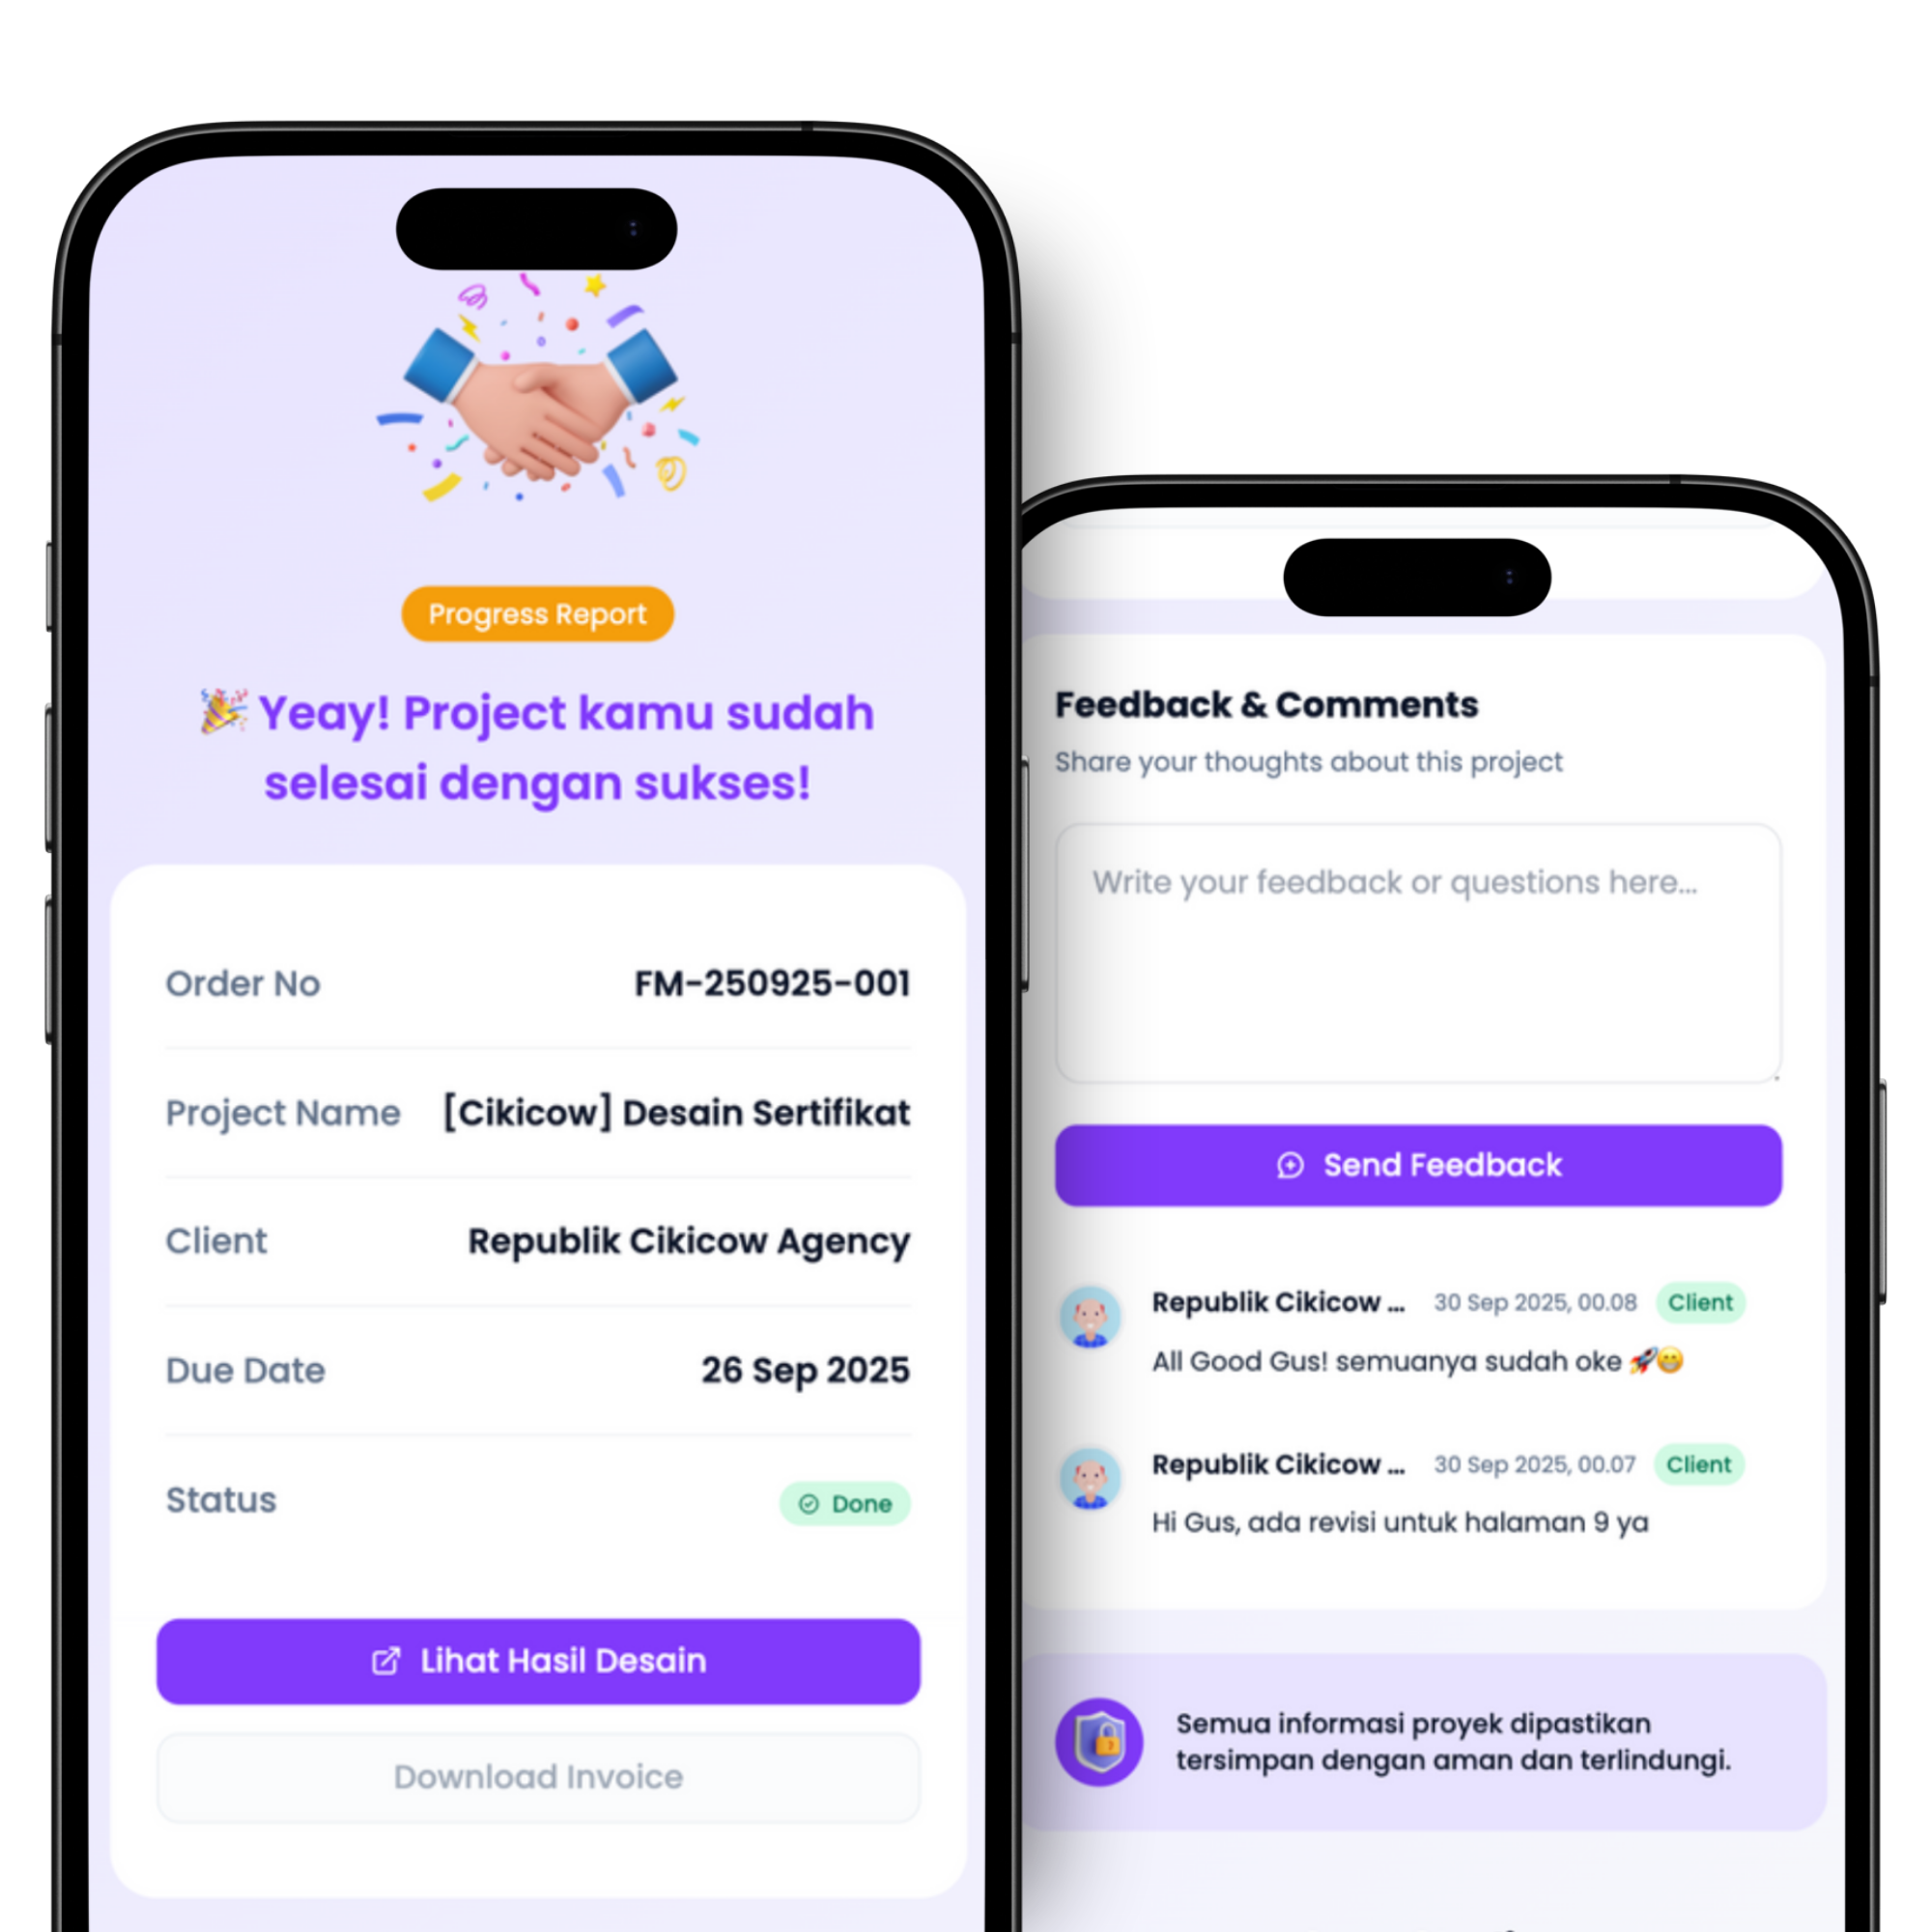 Progress Report
🎉 Yeay! Project kamu sudah
selesai dengan sukses!
Order No FM-250925-001
Project Name [Cikicow] Desain Sertifikat
Client Republik Cikicow Agency
Due Date 26 Sep 2025
Status Done
Lihat Hasil Desain
Download Invoice
Feedback & Comments
Share your thoughts about this project
Write your feedback or questions here...
Send Feedback
Republik Cikicow ... 30 Sep 2025, 00.08 Client
All Good Gus! semuanya sudah oke 🚀😁
Republik Cikicow ... 30 Sep 2025, 00.07 Client
Hi Gus, ada revisi untuk halaman 9 ya
Semua informasi proyek dipastikan
tersimpan dengan aman dan terlindungi.